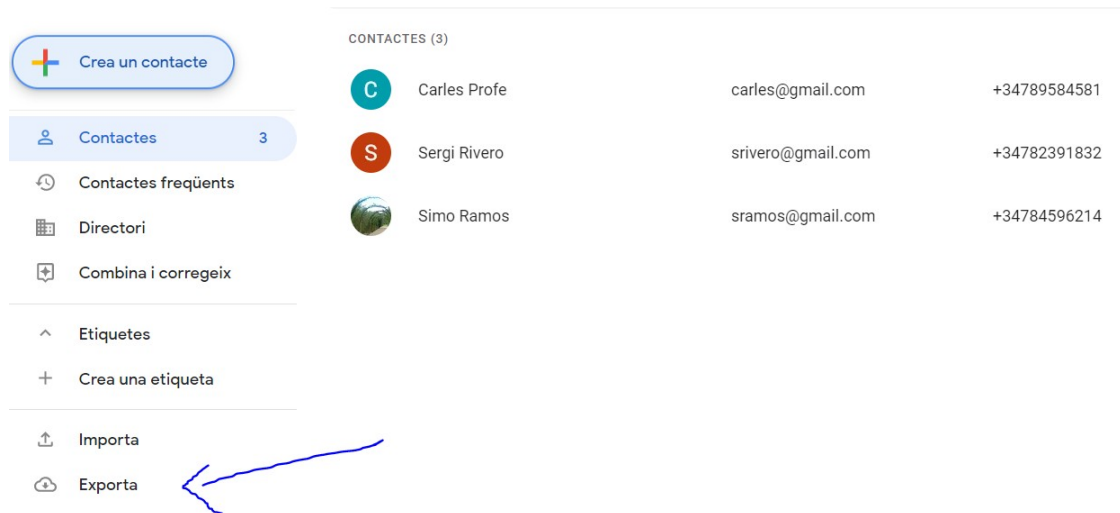 Crea un contacte
Contactes 3
Contactes freqüents
Directori
Combina i corregeix
Etiquetes
Crea una etiqueta
Importa
Exporta
CONTACTES (3)
C Carles Profe carles@gmail.com +34789584581
S Sergi Rivero srivero@gmail.com +34782391832
Simo Ramos sramos@gmail.com +34784596214